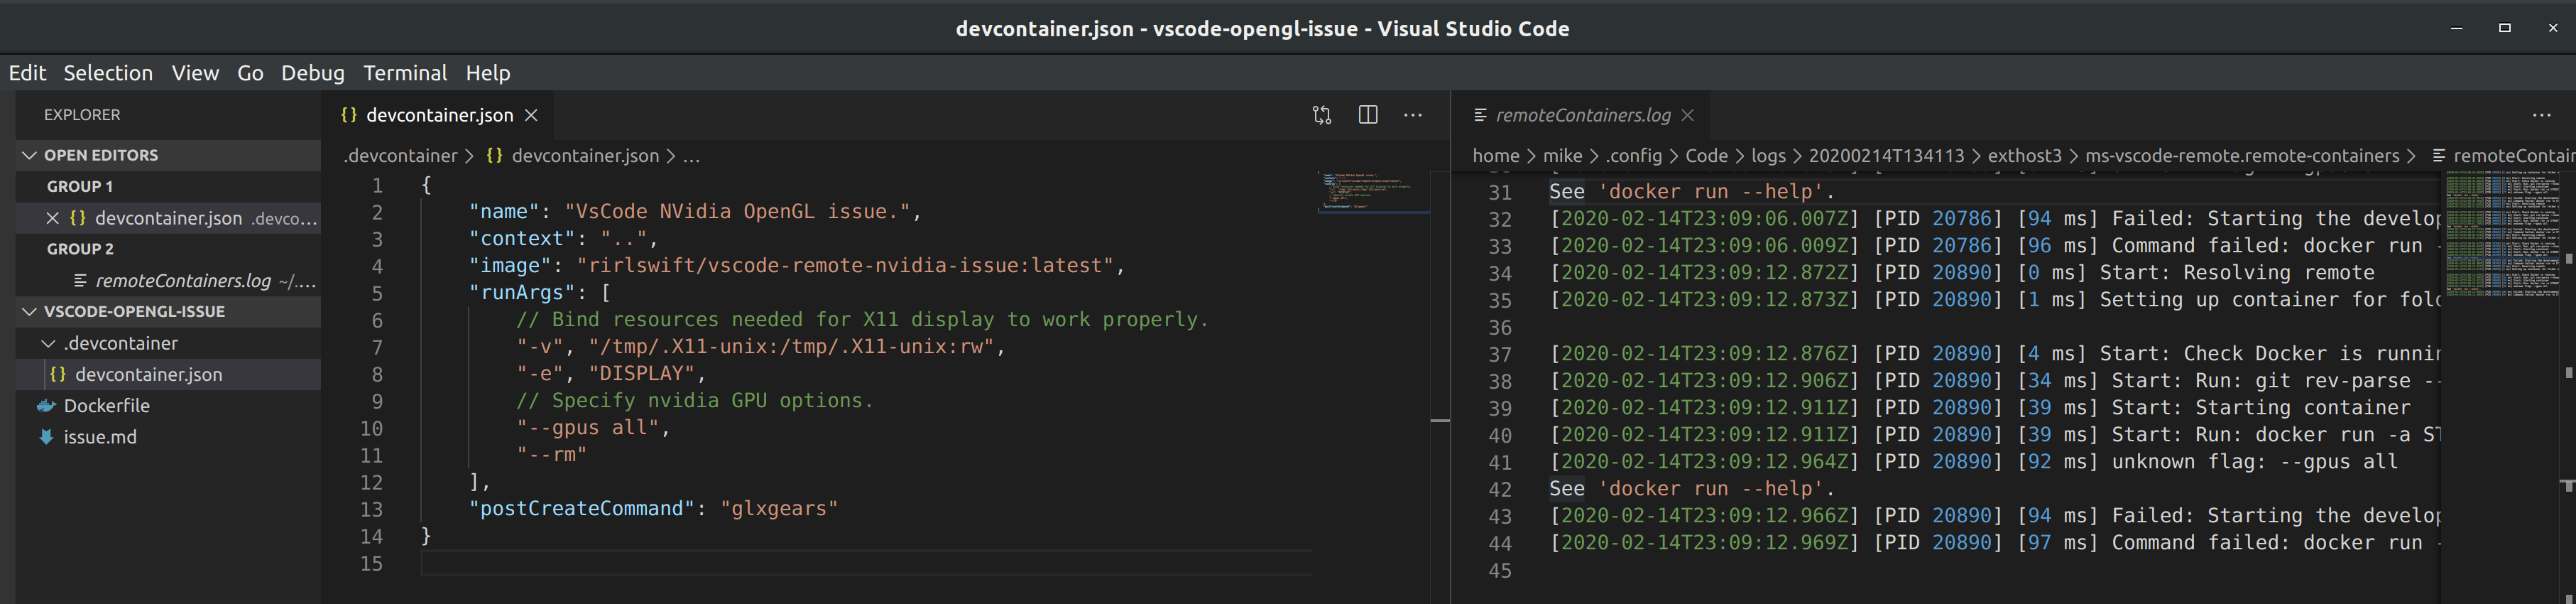 devcontainer.json - vscode-opengl-issue - Visual Studio Code
Edit Selection View Go Debug Terminal Help
EXPLORER
OPEN EDITORS
GROUP 1
{} devcontainer.json .devco...
GROUP 2
remoteContainers.log ~/....
VSCODE-OPENGL-ISSUE
.devcontainer
{} devcontainer.json
Dockerfile
issue.md
{} devcontainer.json
.devcontainer > {} devcontainer.json > ...
1 {
2 "name": "VsCode NVidia OpenGL issue.",
3 "context": "..",
4 "image": "rirlswift/vscode-remote-nvidia-issue:latest",
5 "runArgs": [
6 // Bind resources needed for X11 display to work properly.
7 "-v", "/tmp/.X11-unix:/tmp/.X11-unix:rw",
8 "-e", "DISPLAY",
9 // Specify nvidia GPU options.
10 "--gpus all",
11 "--rm"
12 ],
13 "postCreateCommand": "glxgears"
14 }
15
remoteContainers.log
home > mike > .config > Code > logs > 20200214T134113 > exthost3 > ms-vscode-remote.remote-containers > remoteContai
31 See 'docker run --help'.
32 [2020-02-14T23:09:06.007Z] [PID 20786] [94 ms] Failed: Starting the develop
33 [2020-02-14T23:09:06.009Z] [PID 20786] [96 ms] Command failed: docker run -
34 [2020-02-14T23:09:12.872Z] [PID 20890] [0 ms] Start: Resolving remote
35 [2020-02-14T23:09:12.873Z] [PID 20890] [1 ms] Setting up container for fold
36
37 [2020-02-14T23:09:12.876Z] [PID 20890] [4 ms] Start: Check Docker is runnin
38 [2020-02-14T23:09:12.906Z] [PID 20890] [34 ms] Start: Run: git rev-parse --
39 [2020-02-14T23:09:12.911Z] [PID 20890] [39 ms] Start: Starting container
40 [2020-02-14T23:09:12.911Z] [PID 20890] [39 ms] Start: Run: docker run -a ST
41 [2020-02-14T23:09:12.964Z] [PID 20890] [92 ms] unknown flag: --gpus all
42 See 'docker run --help'.
43 [2020-02-14T23:09:12.966Z] [PID 20890] [94 ms] Failed: Starting the develop
44 [2020-02-14T23:09:12.969Z] [PID 20890] [97 ms] Command failed: docker run -
45